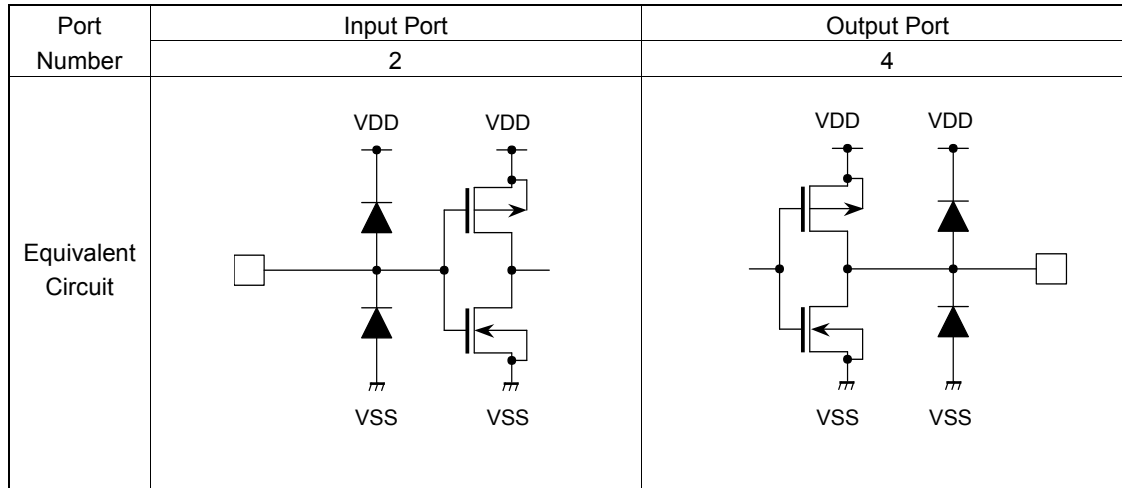 Port
Number
Input Port
Output Port
2
4
Equivalent
Circuit
VDD
VDD
VSS
VSS
VDD
VDD
VSS
VSS